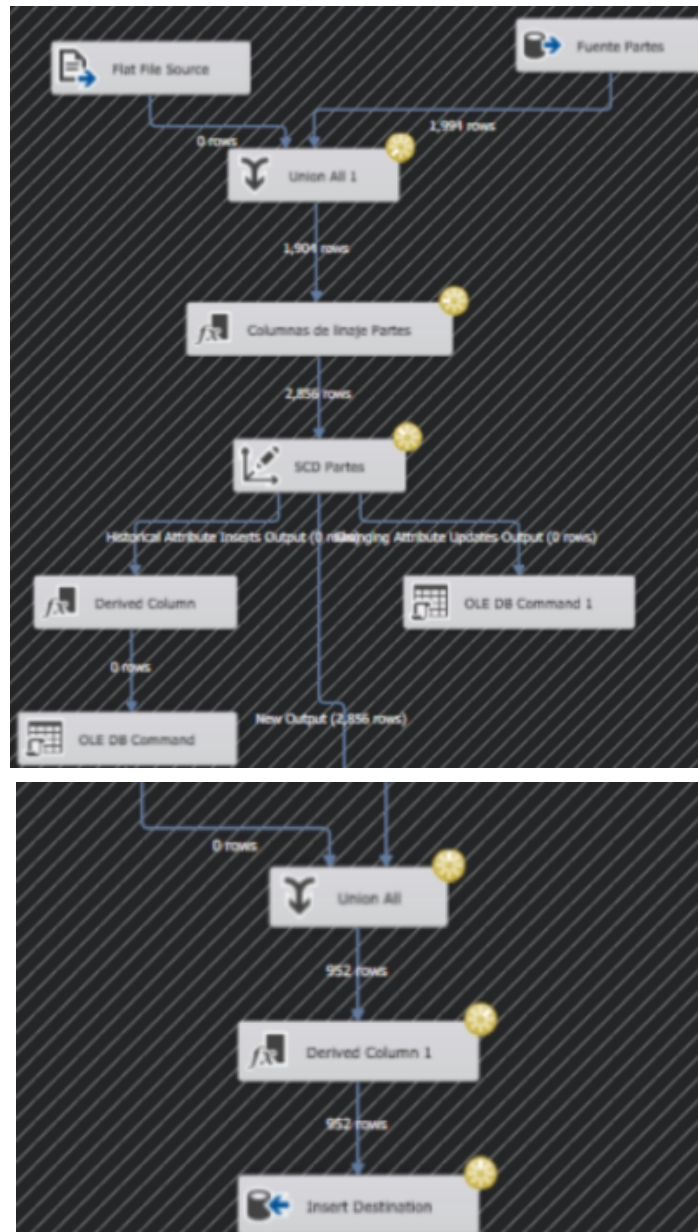 Flat File Source
Fuente Partes
0 rows
1,991 rows
Union All 1
1,904 rows
Columnas de linaje Partes
2,856 rows
SCD Partes
Historical Attribute Inserts Output (0 rows)
Changing Attribute Updates Output (0 rows)
Derived Column
OLE DB Command 1
0 rows
New Output (2,856 rows)
OLE DB Command
0 rows
Union All
952 rows
Derived Column 1
952 rows
Insert Destination